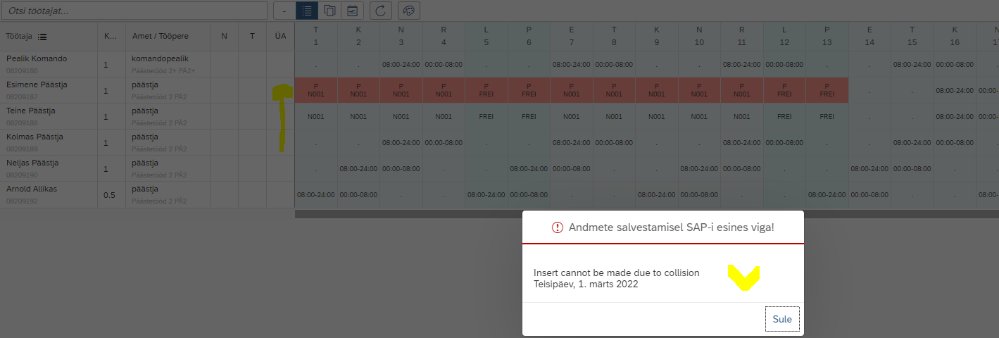 Otsi töötajat...
-
Töötaja K... Amet / Tööpere N T ÜA T K N R L P E T K N R L P E T K N
1 2 3 4 5 6 7 8 9 10 11 12 13 14 15 16 17
Pealik Komando 1 komandopealik . . 08:00-24:00 00:00-08:00 . . 08:00-24:00 00:00-08:00 . . 08:00-24:00 00:00-08:00 . . 08:00-24:00 00:00-08:00
08209186 Päästetööd 2+ PÄ2+
Esimene Päästja 1 päästja P P P P P P P P P P P P P . . 08:00-24:00 00:00-
08209187 Päästetööd 2 PÄ2 N001 N001 N001 N001 FREI FREI N001 N001 N001 N001 N001 FREI FREI
Teine Päästja 1 päästja N001 N001 N001 N001 FREI FREI N001 N001 N001 N001 N001 FREI FREI . . 08:00-24:00 00:00-
08209188 Päästetööd 2 PÄ2
Kolmas Päästja 1 päästja . . 08:00-24:00 00:00-08:00 . . 08:00-24:00 00:00-08:00 . . 08:00-24:00 00:00-08:00 . . 08:00-24:00 00:00-08:00
08209189 Päästetööd 2 PÄ2
Neljas Päästja 1 päästja . 08:00-24:00 00:00-08:00 . . 08:00-24:00 00:00-08:00 . . 08:00-24:00 00:00-08:00 . . 08:00-24:00 00:00-08:00 .
08209190 Päästetööd 2 PÄ2
Arnold Allikas 0.5 päästja 08:00-24:00 00:00-08:00 . . 08:00-24:00 00:00-08:00 . . 08:00-24:00 00:00-08:00 . . 08:00-24:00 00:00-08:00 . . 08:00-
08209192 Päästetööd 2 PÄ2
Andmete salvestamisel SAP-i esines viga!
Insert cannot be made due to collision
Teisipäev, 1. märts 2022
Sule